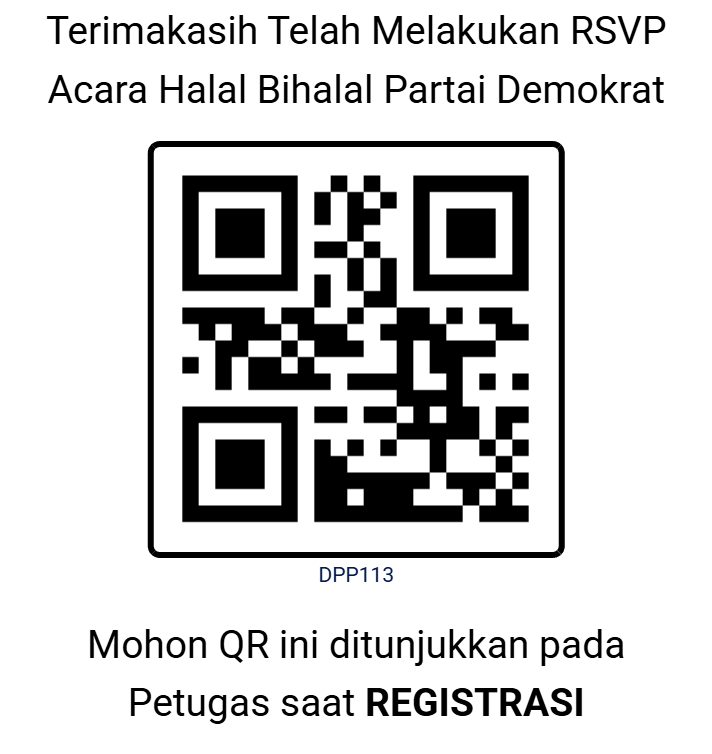 Terimakasih Telah Melakukan RSVP
Acara Halal Bihalal Partai Demokrat
DPP113
Mohon QR ini ditunjukkan pada
Petugas saat REGISTRASI